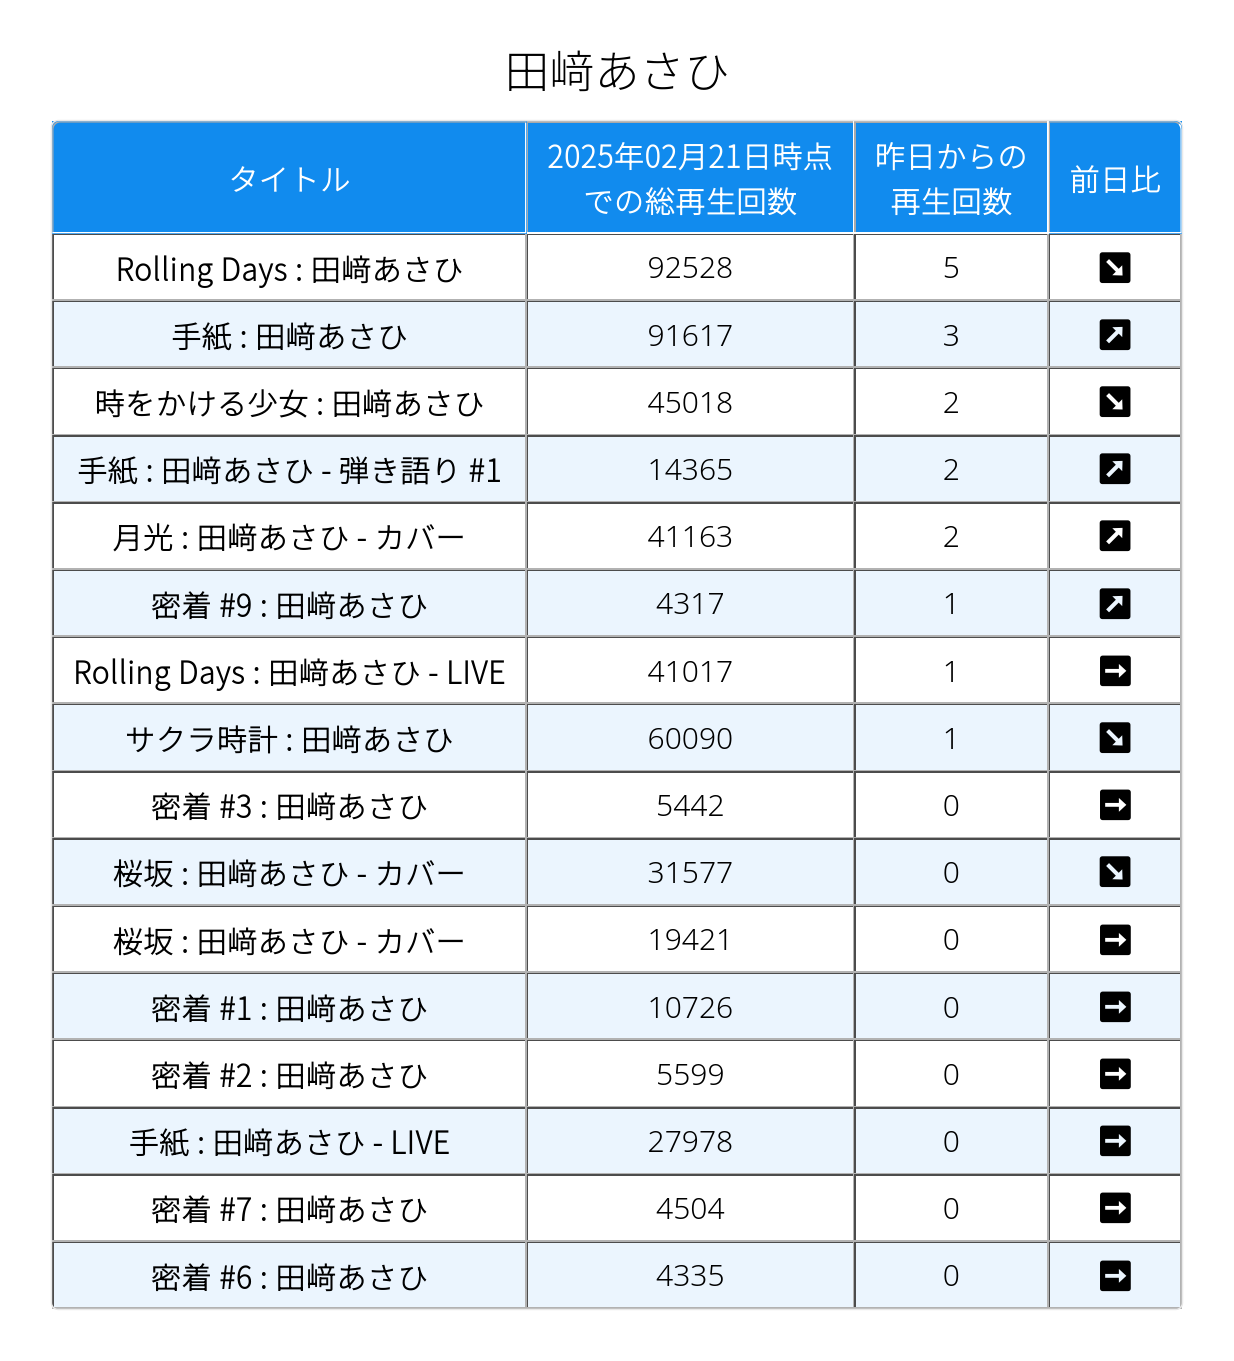 田﨑あさひ
タイトル
2025年02月21日時点
での総再生回数
昨日からの
再生回数
前日比
Rolling Days : 田﨑あさひ 92528 5 ↘
手紙 : 田﨑あさひ 91617 3 ↗
時をかける少女 : 田﨑あさひ 45018 2 ↘
手紙 : 田﨑あさひ - 弾き語り #1 14365 2 ↗
月光 : 田﨑あさひ - カバー 41163 2 ↗
密着 #9 : 田﨑あさひ 4317 1 ↗
Rolling Days : 田﨑あさひ - LIVE 41017 1 →
サクラ時計 : 田﨑あさひ 60090 1 ↘
密着 #3 : 田﨑あさひ 5442 0 →
桜坂 : 田﨑あさひ - カバー 31577 0 ↘
桜坂 : 田﨑あさひ - カバー 19421 0 →
密着 #1 : 田﨑あさひ 10726 0 →
密着 #2 : 田﨑あさひ 5599 0 →
手紙 : 田﨑あさひ - LIVE 27978 0 →
密着 #7 : 田﨑あさひ 4504 0 →
密着 #6 : 田﨑あさひ 4335 0 →